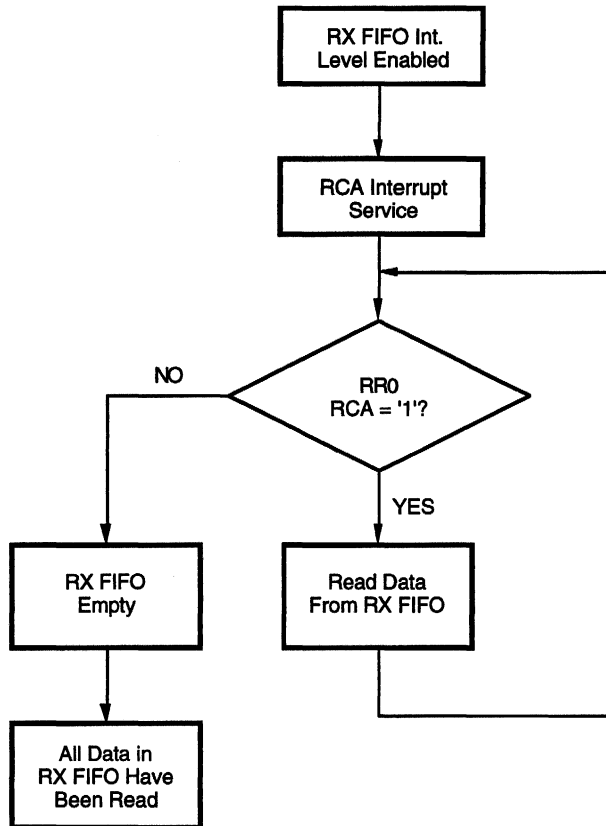 RX FIFO Int.
Level Enabled
RCA Interrupt
Service
RR0
RCA = '1'?
NO
YES
RX FIFO
Empty
Read Data
From RX FIFO
All Data in
RX FIFO Have
Been Read